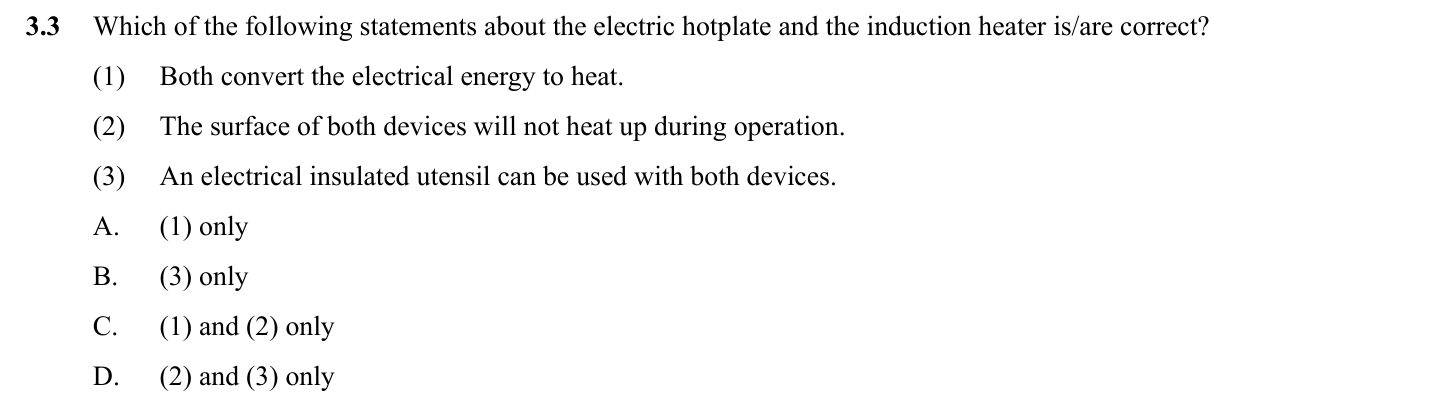 3.3 Which of the following statements about the electric hotplate and the induction heater is/are correct?
(1) Both convert the electrical energy to heat.
(2) The surface of both devices will not heat up during operation.
(3) An electrical insulated utensil can be used with both devices.
A. (1) only
B. (3) only
C. (1) and (2) only
D. (2) and (3) only